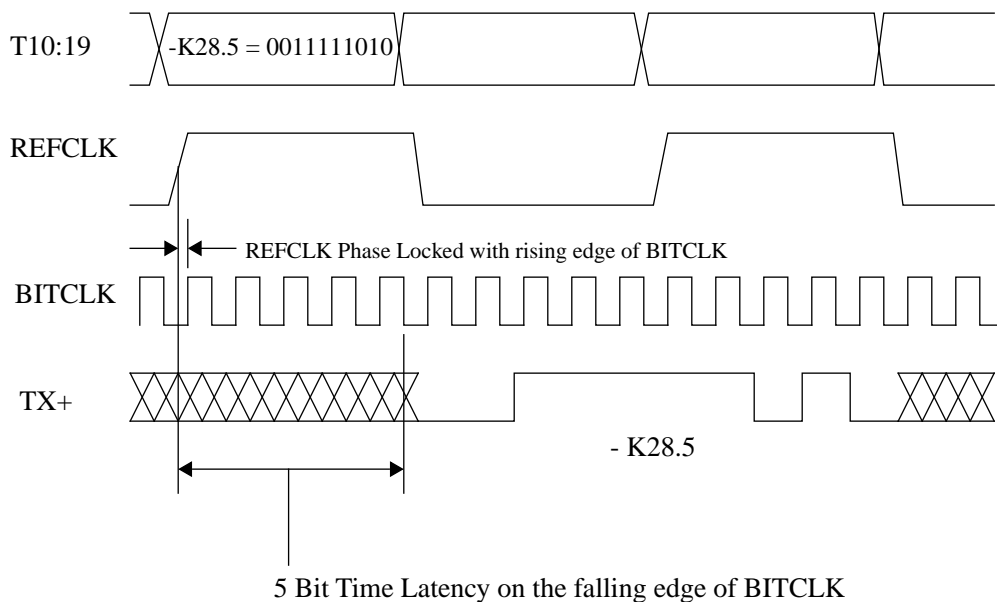 T10:19
-K28.5 = 0011111010
REFCLK
REFCLK Phase Locked with rising edge of BITCLK
BITCLK
TX+
- K28.5
5 Bit Time Latency on the falling edge of BITCLK